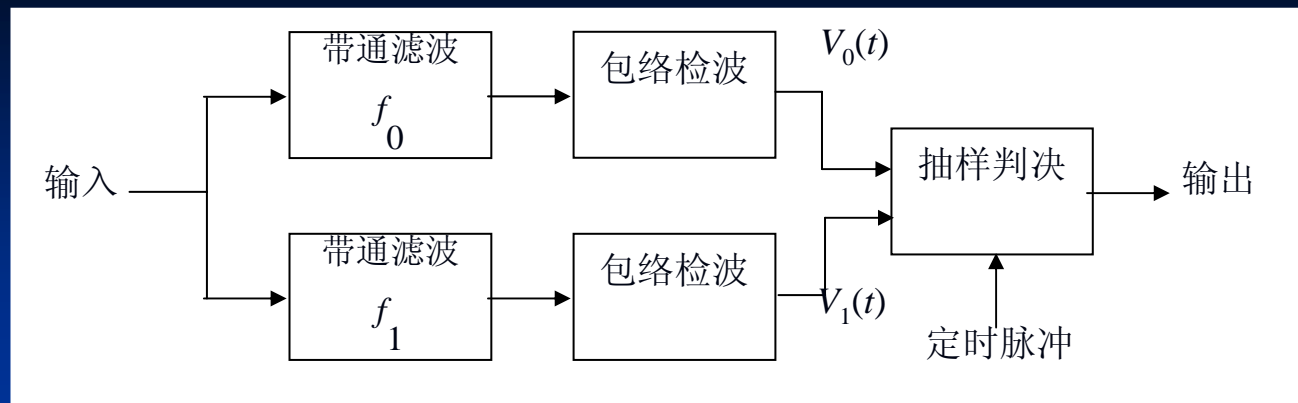 带通滤波
f0
包络检波
V0(t)
输入
抽样判决
输出
带通滤波
f1
包络检波
V1(t)
定时脉冲